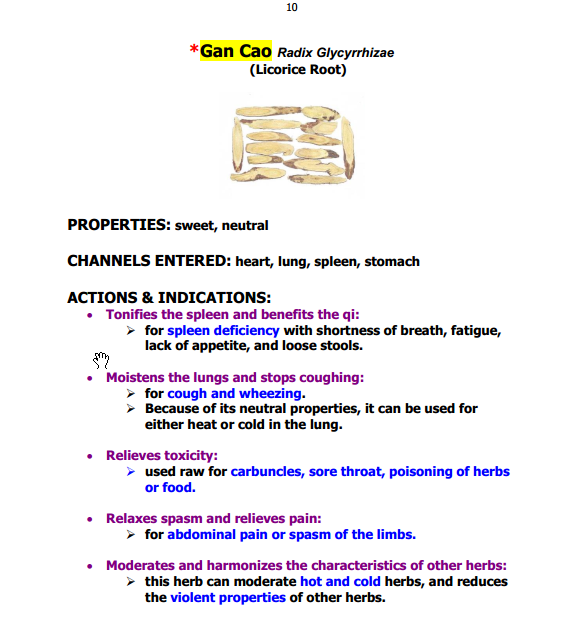 10
*Gan Cao Radix Glycyrrhizae
(Licorice Root)
PROPERTIES: sweet, neutral
CHANNELS ENTERED: heart, lung, spleen, stomach
ACTIONS & INDICATIONS:
• Tonifies the spleen and benefits the qi:
➢ for spleen deficiency with shortness of breath, fatigue,
lack of appetite, and loose stools.
• Moistens the lungs and stops coughing:
➢ for cough and wheezing.
➢ Because of its neutral properties, it can be used for
either heat or cold in the lung.
• Relieves toxicity:
➢ used raw for carbuncles, sore throat, poisoning of herbs
or food.
• Relaxes spasm and relieves pain:
➢ for abdominal pain or spasm of the limbs.
• Moderates and harmonizes the characteristics of other herbs:
➢ this herb can moderate hot and cold herbs, and reduces
the violent properties of other herbs.